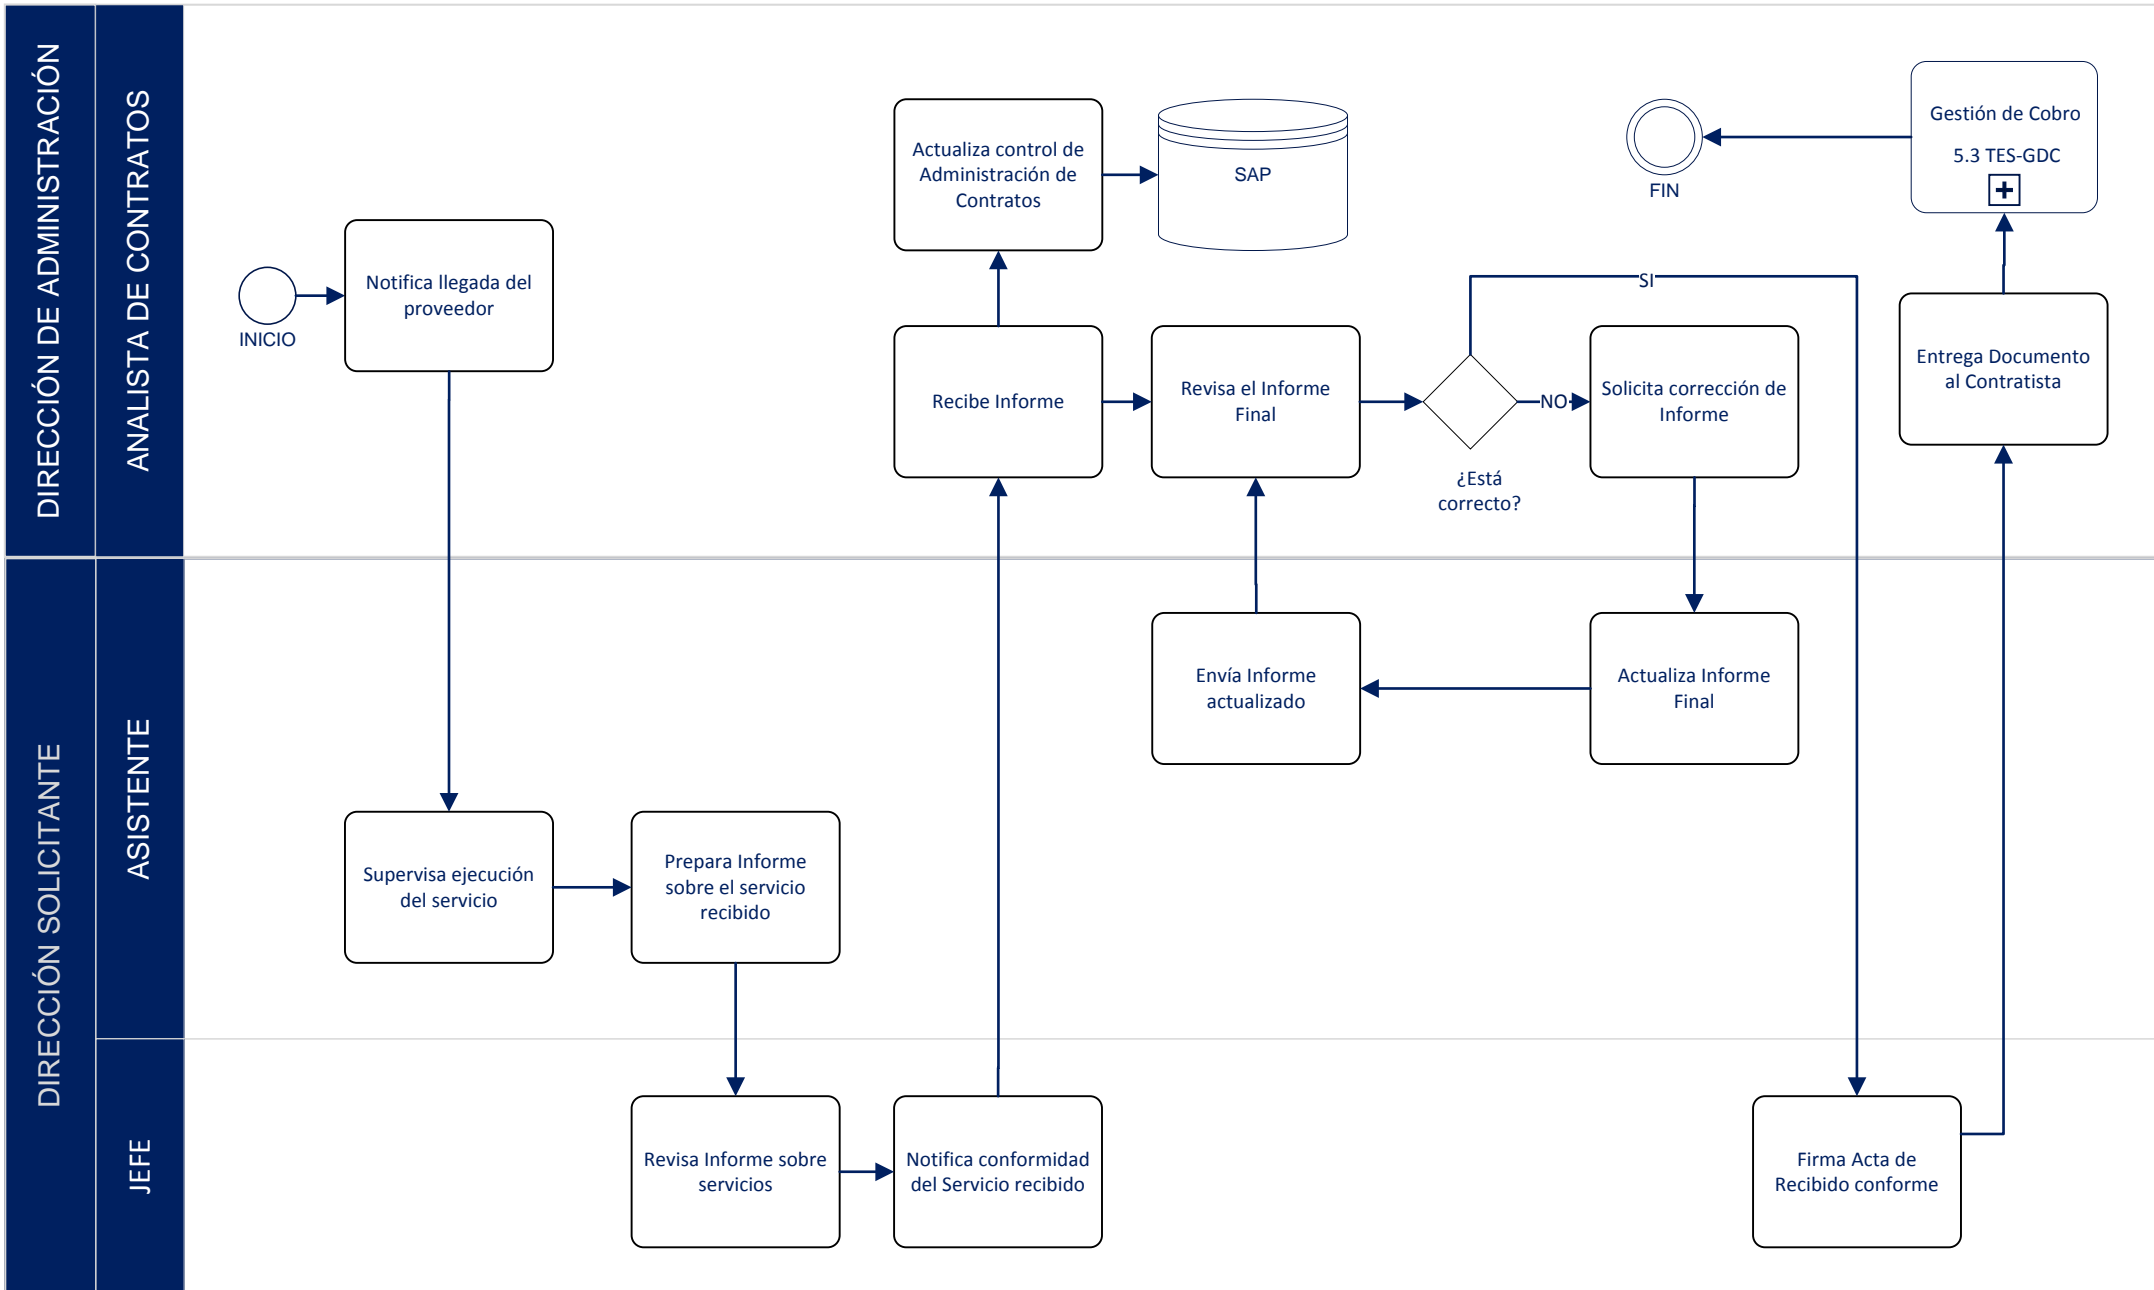 DIRECCIÓN DE ADMINISTRACIÓN
ANALISTA DE CONTRATOS
INICIO
Notifica llegada del
proveedor
Actualiza control de
Administración de
Contratos
SAP
FIN
Gestión de Cobro
5.3 TES-GDC
Recibe Informe
Revisa el Informe
Final
¿Está
correcto?
SI
NO
Solicita corrección de
Informe
Entrega Documento
al Contratista
DIRECCIÓN SOLICITANTE
ASISTENTE
Envía Informe
actualizado
Actualiza Informe
Final
Supervisa ejecución
del servicio
Prepara Informe
sobre el servicio
recibido
JEFE
Revisa Informe sobre
servicios
Notifica conformidad
del Servicio recibido
Firma Acta de
Recibido conforme